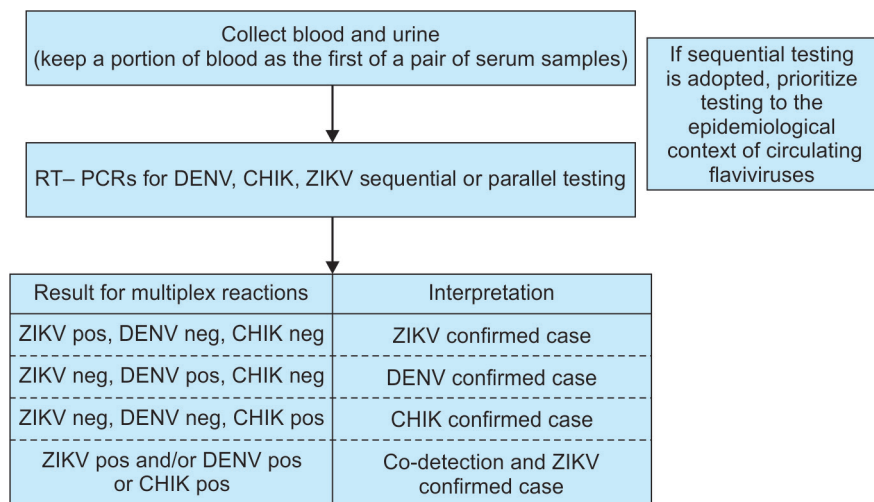 Collect blood and urine
(keep a portion of blood as the first of a pair of serum samples)
If sequential testing
is adopted, prioritize
testing to the
epidemiological
context of circulating
flaviviruses
RT– PCRs for DENV, CHIK, ZIKV sequential or parallel testing
Result for multiplex reactions
Interpretation
ZIKV pos, DENV neg, CHIK neg
ZIKV confirmed case
ZIKV neg, DENV pos, CHIK neg
DENV confirmed case
ZIKV neg, DENV neg, CHIK pos
CHIK confirmed case
ZIKV pos and/or DENV pos
or CHIK pos
Co-detection and ZIKV
confirmed case